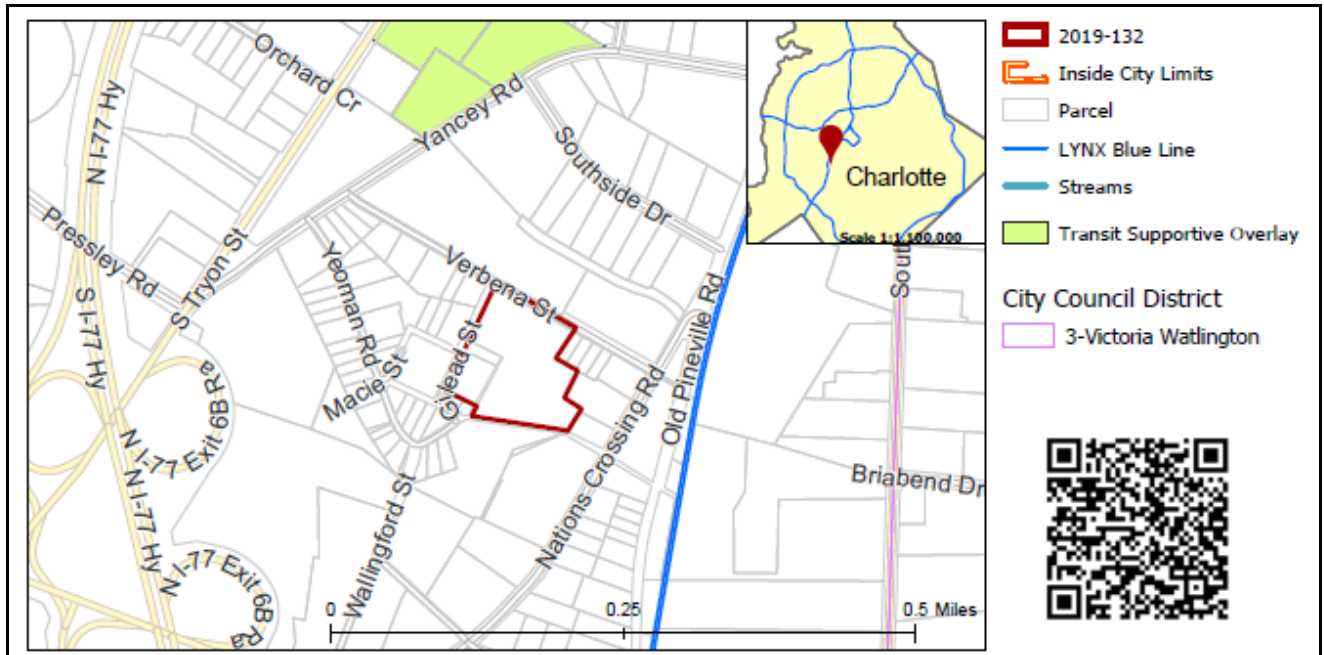 Orchard Cr
Yancey Rd
Southside Dr
N I-77 Hy
S I-77 Hy
Pressley Rd
S Tryon St
Yeoman Rd
Verbena St
Gilead St
Macie St
Old Pineville Rd
Nations Crossing Rd
Wallingford St
N I-77 Exit 6B Ra
N I-77 Hy
N I-77 Exit 6B Ra
South
Briabend Dr
0 0.25 0.5 Miles
Charlotte
Scale 1:1,100,000
2019-132
Inside City Limits
Parcel
LYNX Blue Line
Streams
Transit Supportive Overlay
City Council District
3-Victoria Watlington